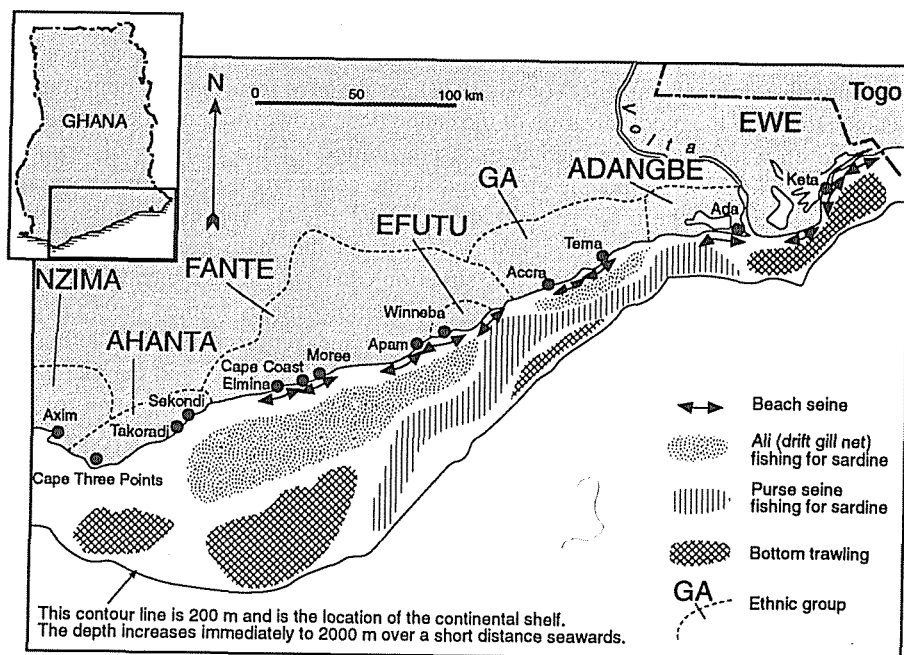 GHANA
N
0 50 100 km
Togo
Volta
EWE
Keta
ADANGBE
Ada
GA
Tema
Accra
EFUTU
FANTE
NZIMA
Winneba
Apam
AHANTA
Moree
Cape Coast
Elmina
Sekondi
Axim
Takoradi
Cape Three Points
Beach seine
Ali (drift gill net)
fishing for sardine
Purse seine
fishing for sardine
Bottom trawling
GA
Ethnic group
This contour line is 200 m and is the location of the continental shelf.
The depth increases immediately to 2000 m over a short distance seawards.